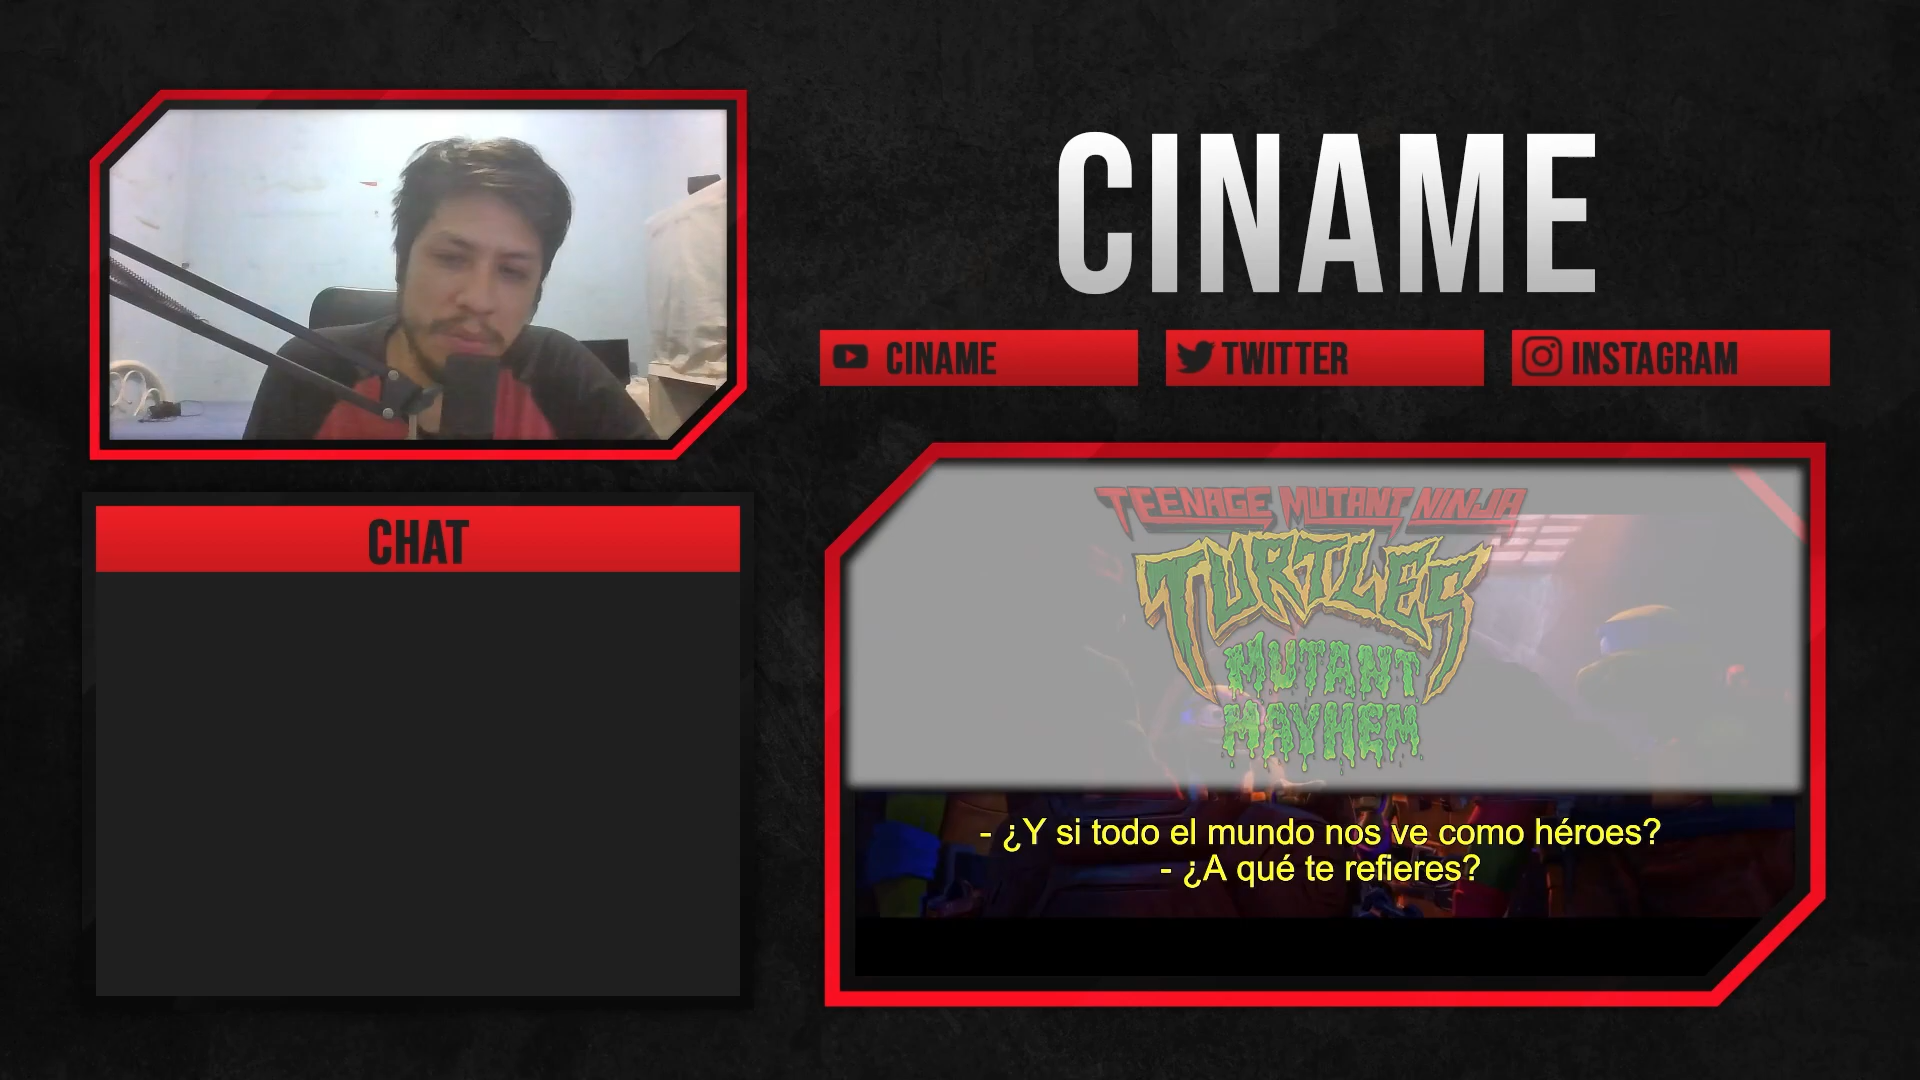 CINAME
CINAME
TWITTER
INSTAGRAM
CHAT
TEENAGE MUTANT NINJA
TURTLES
MUTANT
MAYHEM
- ¿Y si todo el mundo nos ve como héroes?
- ¿A qué te refieres?